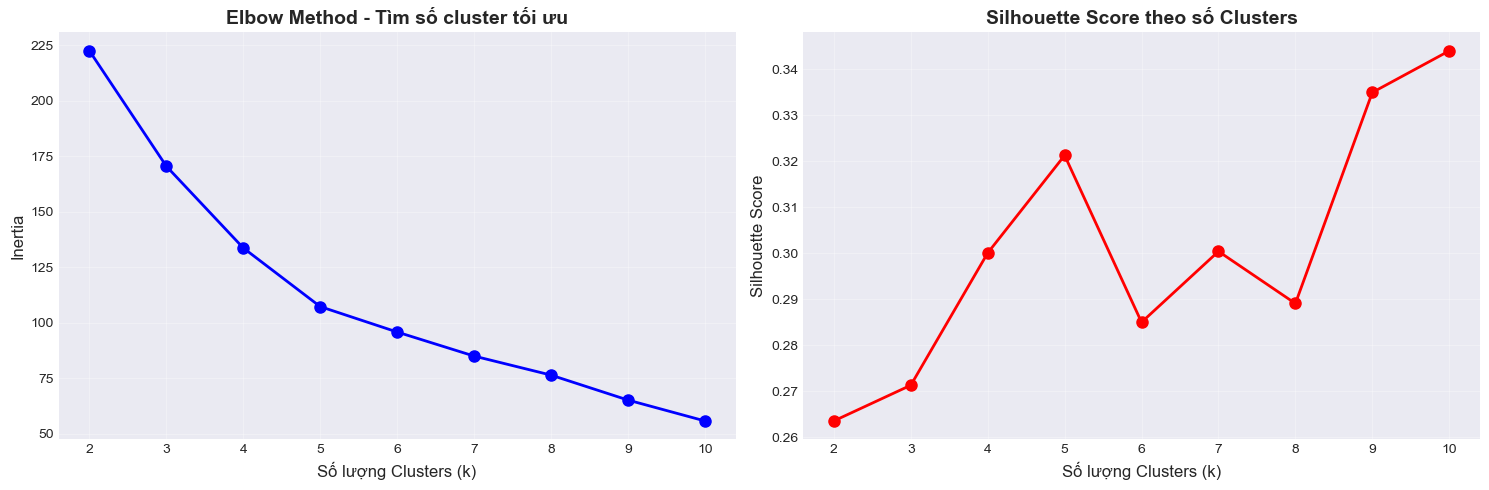 Elbow Method - Tìm số cluster tối ưu
225
200
175
150
125
100
75
50
Inertia
2 3 4 5 6 7 8 9 10
Số lượng Clusters (k)
Silhouette Score theo số Clusters
0.34
0.33
0.32
0.31
0.30
0.29
0.28
0.27
0.26
Silhouette Score
2 3 4 5 6 7 8 9 10
Số lượng Clusters (k)